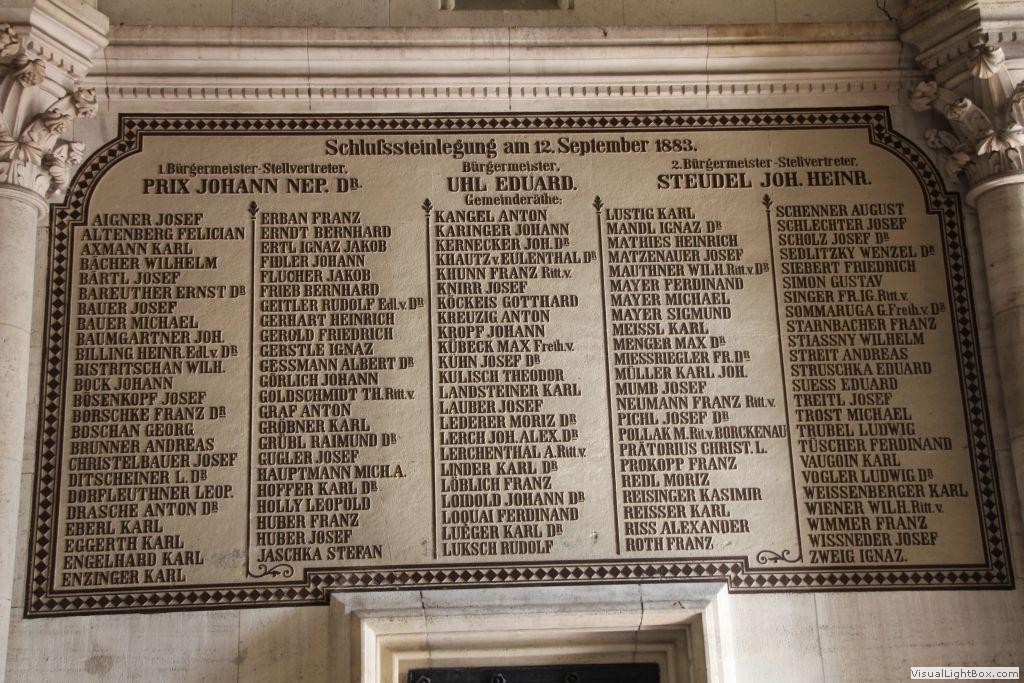 Schlußsteinlegung am 12. September 1883.
1. Bürgermeister-Stellvertreter,
PRIX JOHANN NEP. DR.
Bürgermeister,
UHL EDUARD.
2. Bürgermeister-Stellvertreter,
STEUDEL JOH. HEINR.
Gemeinderäthe:
AIGNER JOSEF
ALTENBERG FELICIAN
AXMANN KARL
BÄCHER WILHELM
BÄRTL JOSEF
BAREUTHER ERNST DR
BAUER JOSEF
BAUER MICHAEL
BAUMGARTNER JOH.
BILLING HEINR. Edl. v. DR
BISTRITSCHAN WILH.
BOCK JOHANN
BÖSENKOPF JOSEF
BORSCHKE FRANZ DR
BOSCHAN GEORG
BRUNNER ANDREAS
CHRISTELBAUER JOSEF
DITSCHEINER L. DR
DORFLEUTHNER LEOP.
DRASCHE ANTON DR
EBERL KARL
EGGERTH KARL
ENGELHARD KARL
ENZINGER KARL
ERBAN FRANZ
ERNDT BERNHARD
ERTL IGNAZ JAKOB
FIDLER JOHANN
FLUCHER JAKOB
FRIEB BERNHARD
GEITLER RUDOLF Edl. v. DR
GERHART HEINRICH
GEROLD FRIEDRICH
GERSTLE IGNAZ
GESSMANN ALBERT DR
GÖRLICH JOHANN
GOLDSCHMIDT TH. Ritt. v.
GRAF ANTON
GRÖBNER KARL
GRÜBL RAIMUND DR
GUGLER JOSEF
HAUPTMANN MICH. A.
HOFFER KARL DR
HOLLY LEOPOLD
HUBER FRANZ
HUBER JOSEF
JASCHKA STEFAN
KANGEL ANTON
KARINGER JOHANN
KERNECKER JOH. DR
KHAUTZ v. EULENTHAL DR
KHUNN FRANZ Ritt. v.
KNIRR JOSEF
KÖCKEIS GOTTHARD
KREUZIG ANTON
KROPF JOHANN
KÜBECK MAX Freih. v.
KÜHN JOSEF DR
KULISCH THEODOR
LANDSTEINER KARL
LAUBER JOSEF
LEDERER MORIZ DR
LERCH JOH. ALEX. DR
LERCHENTHAL A. Ritt. v.
LINDER KARL DR
LÖBLICH FRANZ
LOIDOLD JOHANN DR
LOQUAI FERDINAND
LUEGER KARL DR
LUKSCH RUDOLF
LUSTIG KARL
MANDL IGNAZ DR
MATHIES HEINRICH
MATZENAUER JOSEF
MAUTHNER WILH. Ritt. v. DR
MAYER FERDINAND
MAYER MICHAEL
MAYER SIGMUND
MEISSL KARL
MENGER MAX DR
MIESSRIEGLER FR. DR
MÜLLER KARL JOH.
MUMB JOSEF
NEUMANN FRANZ Ritt. v.
PICHL JOSEF DR
POLLAK M. Rit. v. BORCKENAU
PRÄTORIUS CHRIST. L.
PROKOPP FRANZ
REDL MORIZ
REISINGER KASIMIR
REISSER KARL
RISS ALEXANDER
ROTH FRANZ
SCHENNER AUGUST
SCHLECHTER JOSEF
SCHOLZ JOSEF DR
SEDLITZKY WENZEL DR
SIEBERT FRIEDRICH
SIMON GUSTAV
SINGER FR. IG. Ritt. v.
SOMMARUGA G. Freih. v. DR
STARNBACHER FRANZ
STIASSNY WILHELM
STREIT ANDREAS
STRUSCHKA EDUARD
SUESS EDUARD
TREITL JOSEF
TROST MICHAEL
TRUBEL LUDWIG
TÜSCHER FERDINAND
VAUGOIN KARL
VOGLER LUDWIG DR
WEISSENBERGER KARL
WIENER WILH. Ritt. v.
WIMMER FRANZ
WISSNEDER JOSEF
ZWEIG IGNAZ.
VisualLightBox.com